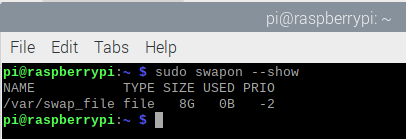 pi@raspberrypi: ~
File Edit Tabs Help
pi@raspberrypi:~ $ sudo swapon --show
NAME           TYPE SIZE USED PRIO
/var/swap_file file   8G   0B   -2
pi@raspberrypi:~ $